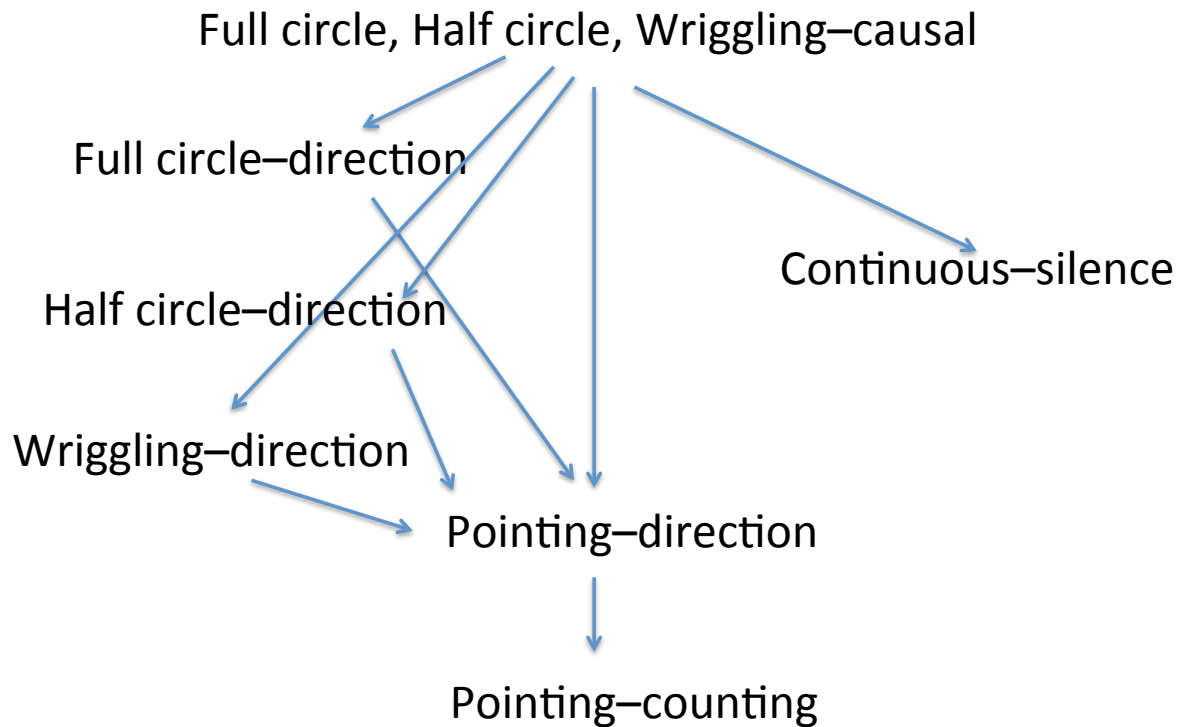 Full circle, Half circle, Wriggling–causal
Full circle–direction
Continuous–silence
Half circle–direction
Wriggling–direction
Pointing–direction
Pointing–counting